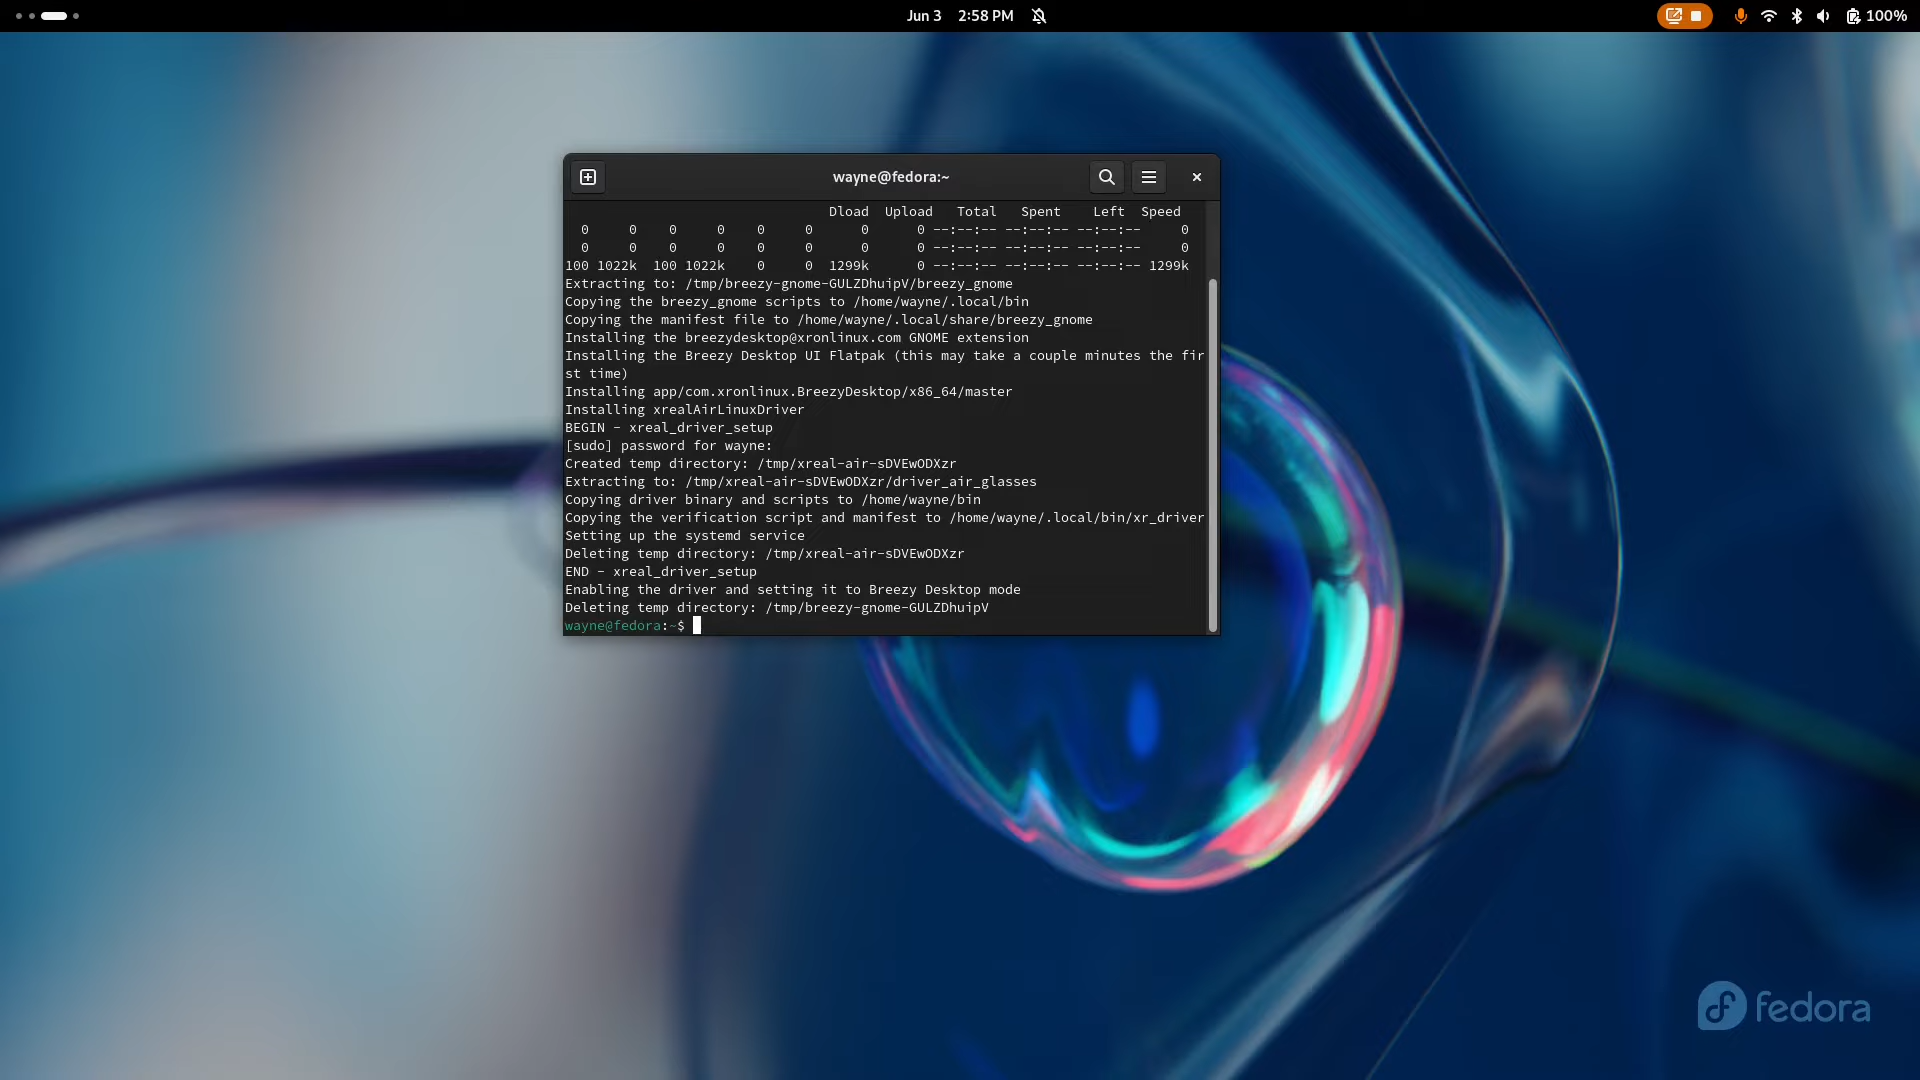 Jun 3 2:58 PM
100%
wayne@fedora:~
Dload Upload Total Spent Left Speed
0 0 0 0 0 0 0 0 --:--:-- --:--:-- --:--:-- 0
0 0 0 0 0 0 0 0 --:--:-- --:--:-- --:--:-- 0
100 1022k 100 1022k 0 0 1299k 0 --:--:-- --:--:-- --:--:-- 1299k
Extracting to: /tmp/breezy-gnome-GULZDhuipV/breezy_gnome
Copying the breezy_gnome scripts to /home/wayne/.local/bin
Copying the manifest file to /home/wayne/.local/share/breezy_gnome
Installing the breezydesktop@xronlinux.com GNOME extension
Installing the Breezy Desktop UI Flatpak (this may take a couple minutes the fir
st time)
Installing app/com.xronlinux.BreezyDesktop/x86_64/master
Installing xrealAirLinuxDriver
BEGIN - xreal_driver_setup
[sudo] password for wayne:
Created temp directory: /tmp/xreal-air-sDVEwODXzr
Extracting to: /tmp/xreal-air-sDVEwODXzr/driver_air_glasses
Copying driver binary and scripts to /home/wayne/bin
Copying the verification script and manifest to /home/wayne/.local/bin/xr_driver
Setting up the systemd service
Deleting temp directory: /tmp/xreal-air-sDVEwODXzr
END - xreal_driver_setup
Enabling the driver and setting it to Breezy Desktop mode
Deleting temp directory: /tmp/breezy-gnome-GULZDhuipV
wayne@fedora:~$
fedora